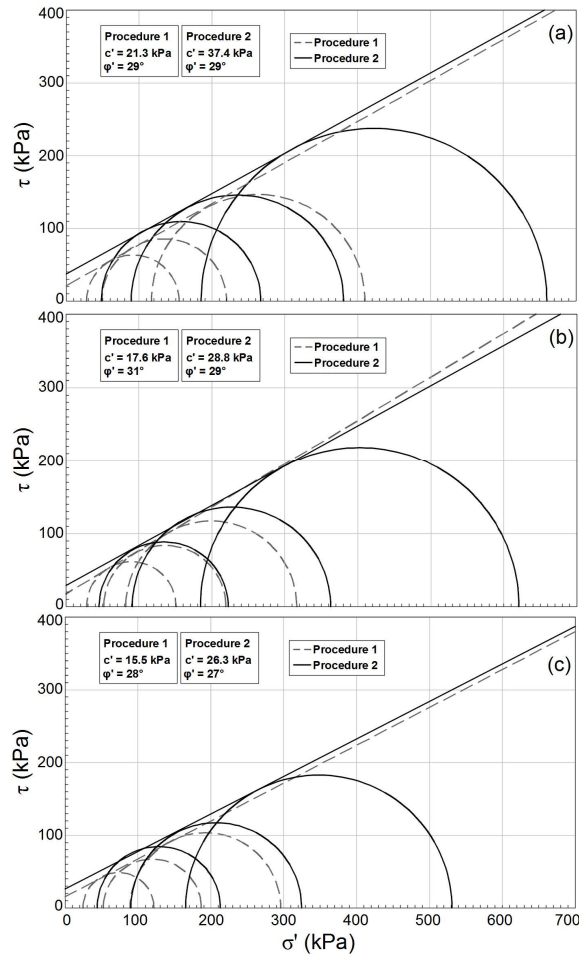 Procedure 1
c' = 21.3 kPa
φ' = 29°
Procedure 2
c' = 37.4 kPa
φ' = 29°
Procedure 1
Procedure 2
(a)
400
300
200
100
0
τ (kPa)
Procedure 1
c' = 17.6 kPa
φ' = 31°
Procedure 2
c' = 28.8 kPa
φ' = 29°
Procedure 1
Procedure 2
(b)
400
300
200
100
0
τ (kPa)
Procedure 1
c' = 15.5 kPa
φ' = 28°
Procedure 2
c' = 26.3 kPa
φ' = 27°
Procedure 1
Procedure 2
(c)
400
300
200
100
0
τ (kPa)
0 100 200 300 400 500 600 700
σ' (kPa)